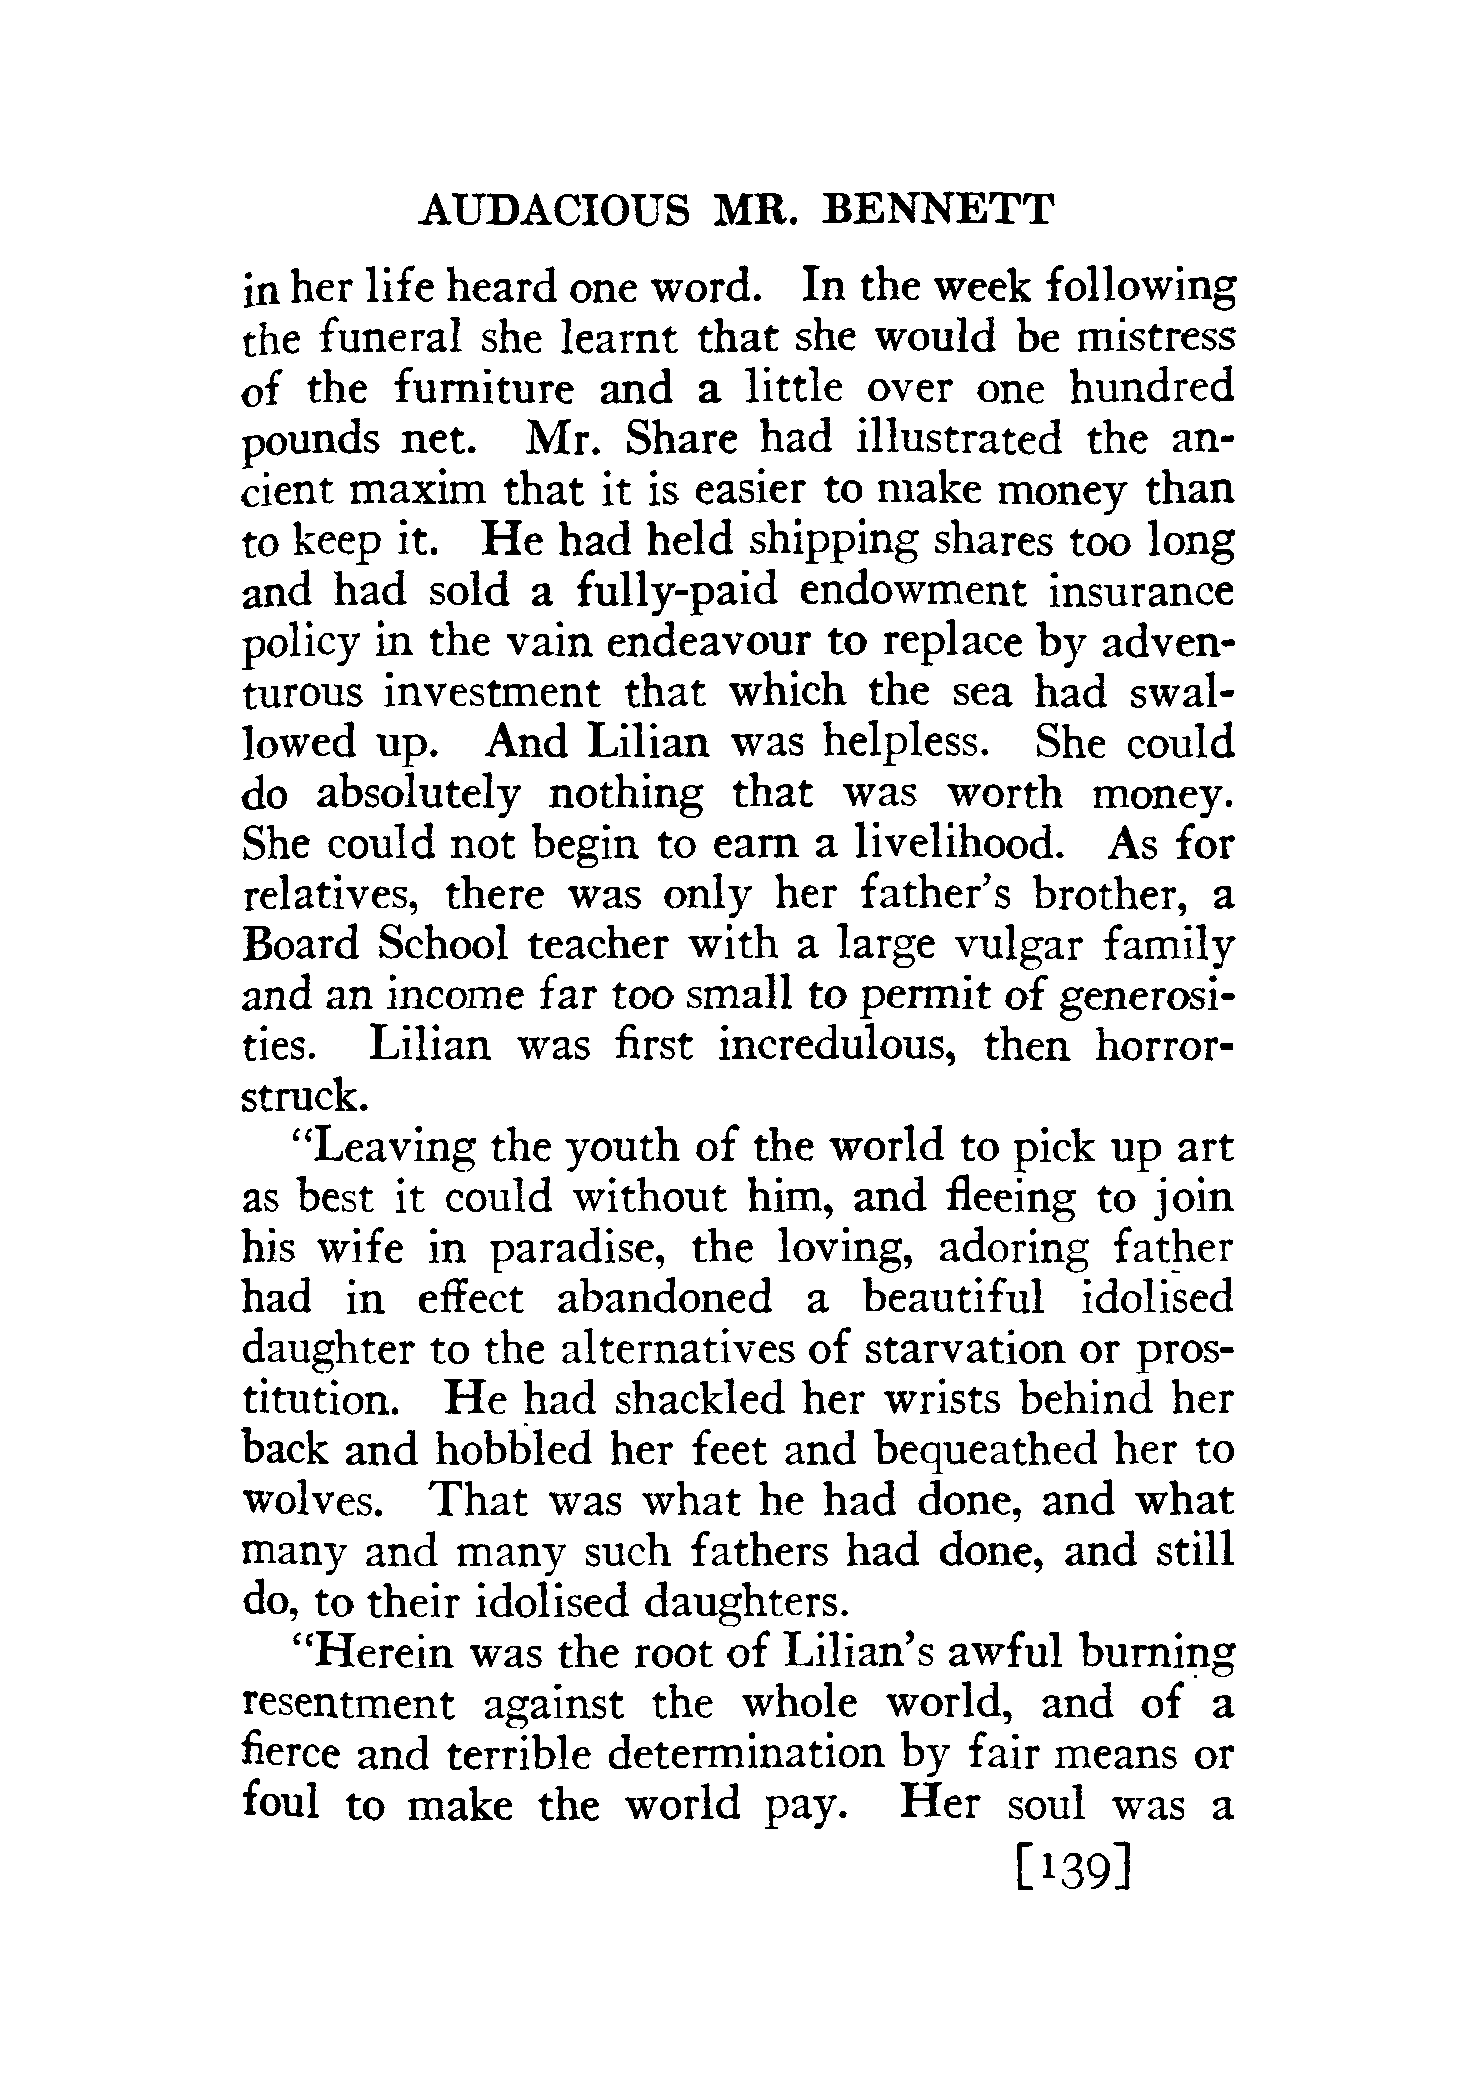 AUDACIOUS MR. BENNETT
in her life heard one word. In the week following
the funeral she learnt that she would be mistress
of the furniture and a little over one hundred
pounds net. Mr. Share had illustrated the an-
cient maxim that it is easier to make money than
to keep it. He had held shipping shares too long
and had sold a fully-paid endowment insurance
policy in the vain endeavour to replace by adven-
turous investment that which the sea had swal-
lowed up. And Lilian was helpless. She could
do absolutely nothing that was worth money.
She could not begin to earn a livelihood. As for
relatives, there was only her father's brother, a
Board School teacher with a large vulgar family
and an income far too small to permit of generosi-
ties. Lilian was first incredulous, then horror-
struck.
"Leaving the youth of the world to pick up art
as best it could without him, and fleeing to join
his wife in paradise, the loving, adoring father
had in effect abandoned a beautiful idolised
daughter to the alternatives of starvation or pros-
titution. He had shackled her wrists behind her
back and hobbled her feet and bequeathed her to
wolves. That was what he had done, and what
many and many such fathers had done, and still
do, to their idolised daughters.
"Herein was the root of Lilian's awful burning
resentment against the whole world, and of a
fierce and terrible determination by fair means or
foul to make the world pay. Her soul was a
[139]